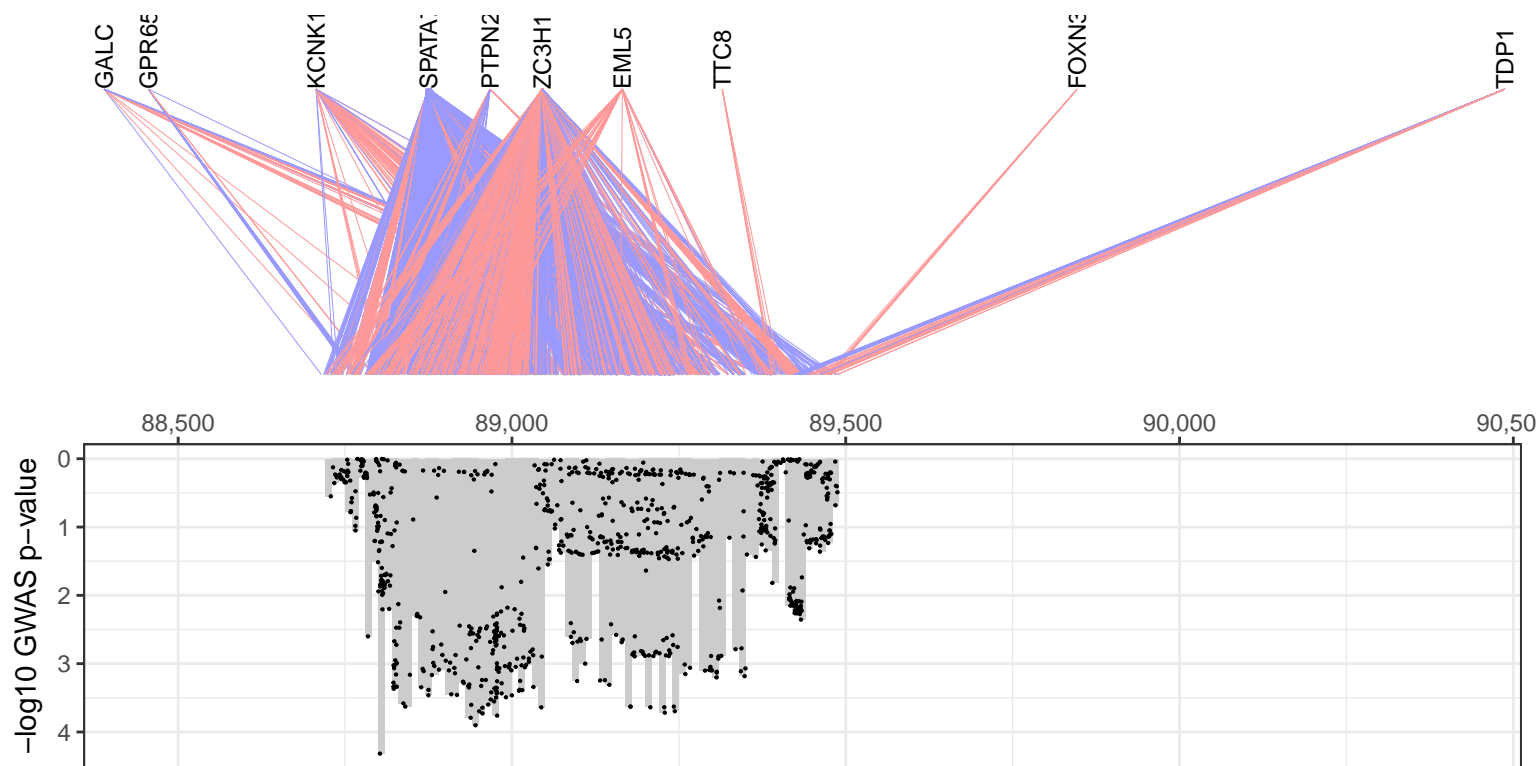 GALC
GPR65
KCNK1
SPATA
PTPN2
ZC3H1
EML5
TTC8
FOXN3
TDP1
88,500 89,000 89,500 90,000 90,50
0
1
2
3
4
−log10 GWAS p−value